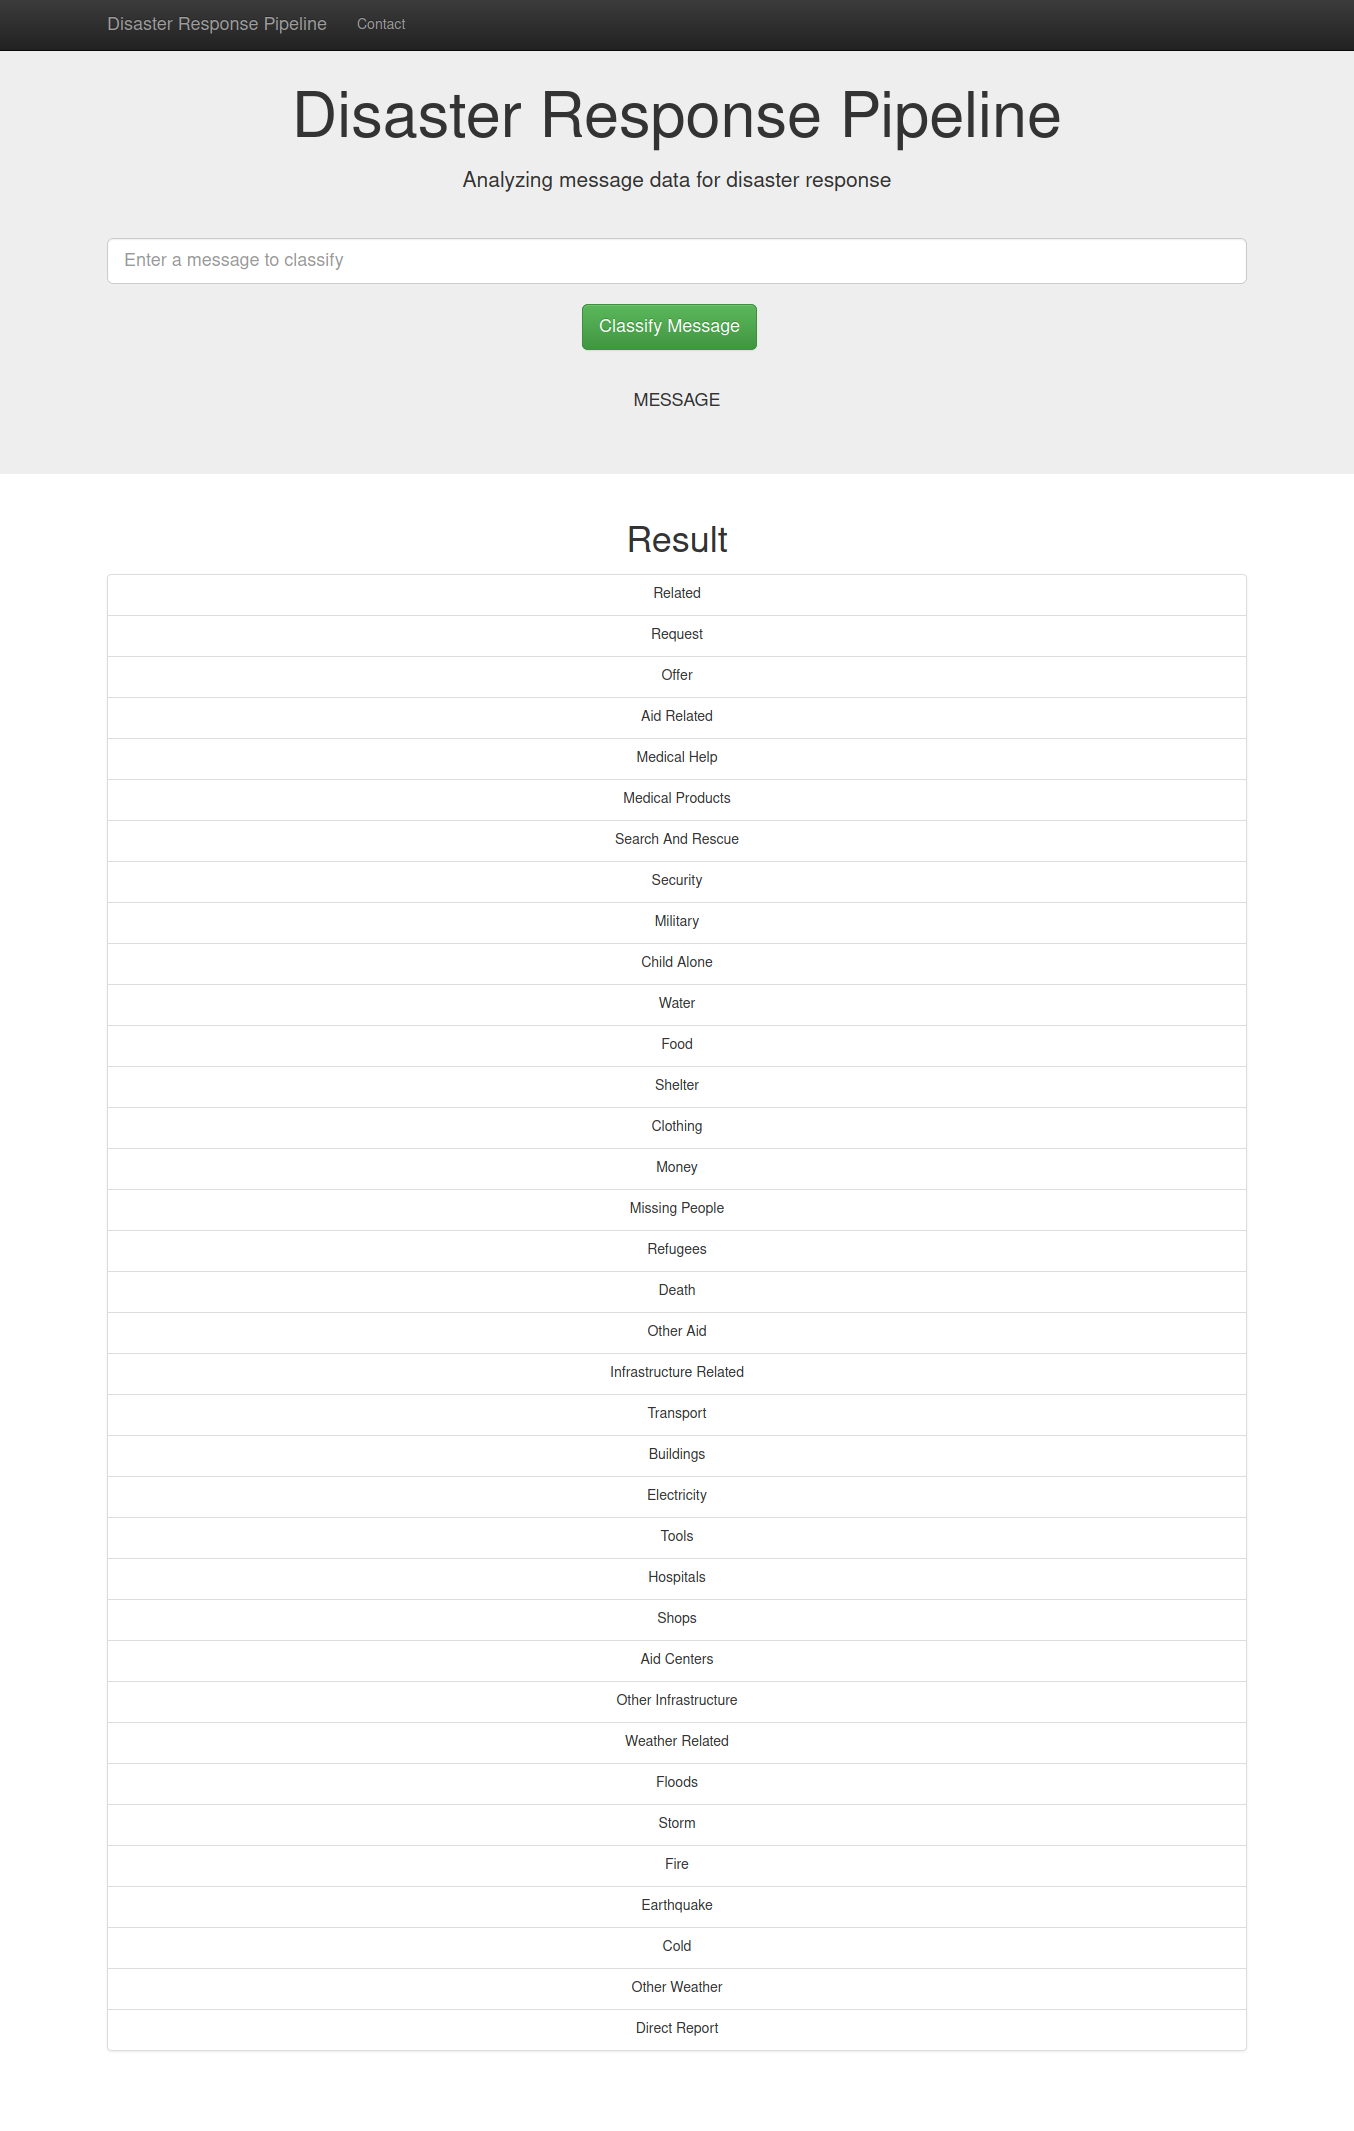 Disaster Response Pipeline Contact
Disaster Response Pipeline
Analyzing message data for disaster response
Enter a message to classify
Classify Message
MESSAGE
Result
Related
Request
Offer
Aid Related
Medical Help
Medical Products
Search And Rescue
Security
Military
Child Alone
Water
Food
Shelter
Clothing
Money
Missing People
Refugees
Death
Other Aid
Infrastructure Related
Transport
Buildings
Electricity
Tools
Hospitals
Shops
Aid Centers
Other Infrastructure
Weather Related
Floods
Storm
Fire
Earthquake
Cold
Other Weather
Direct Report